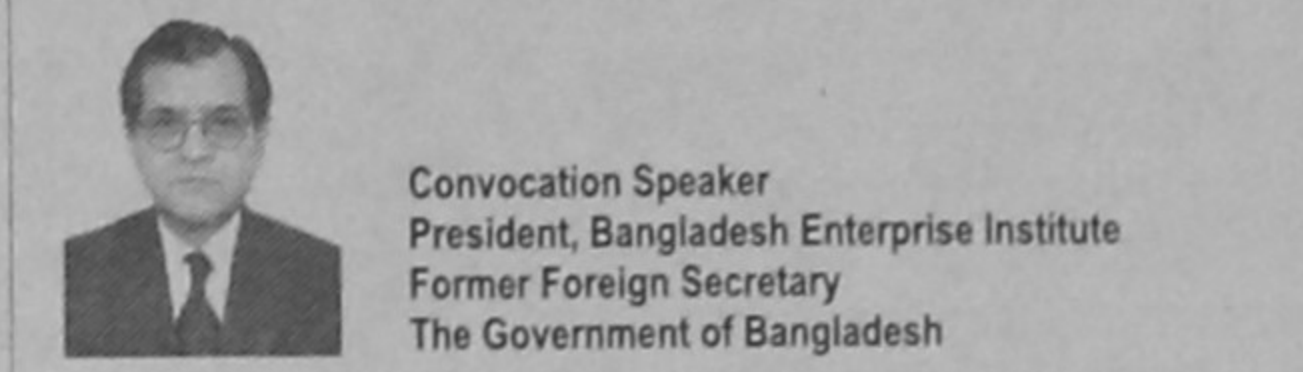 Convocation Speaker
President, Bangladesh Enterprise Institute
Former Foreign Secretary
The Government of Bangladesh